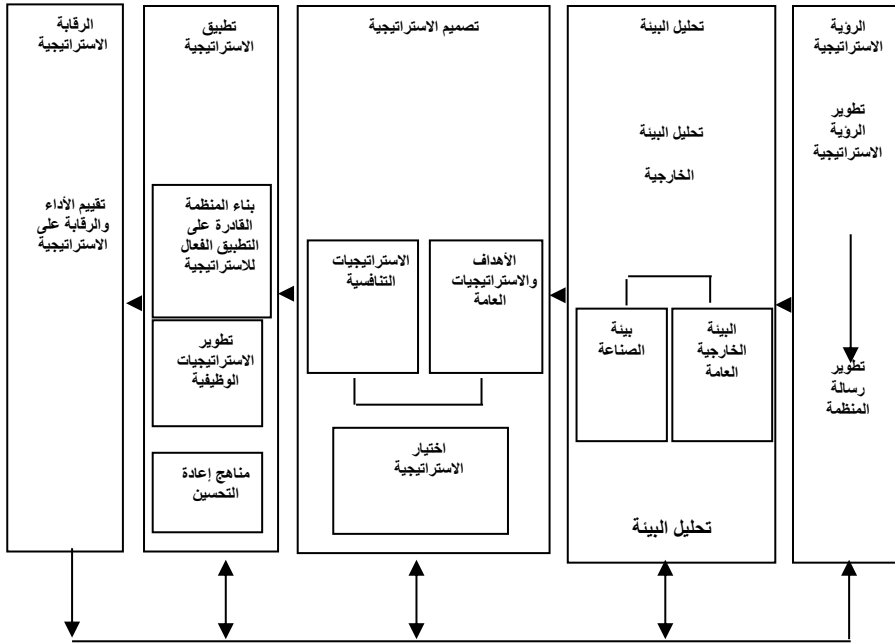 الرؤية
الاستراتيجية
تطوير
الرؤية
الاستراتيجية
تطوير
رسالة
المنظمة
تحليل البيئة
تحليل البيئة
الخارجية
البيئة
الخارجية
العامة
بيئة
الصناعة
تحليل البيئة
تصميم الاستراتيجية
الأهداف
والاستراتيجيات
العامة
الاستراتيجيات
التنافسية
اختيار
الاستراتيجية
تطبيق
الاستراتيجية
بناء المنظمة
القادرة على
التطبيق الفعال
للاستراتيجية
تطوير
الاستراتيجيات
الوظيفية
مناهج إعادة
التحسين
الرقابة
الاستراتيجية
تقييم الأداء
والرقابة على
الاستراتيجية